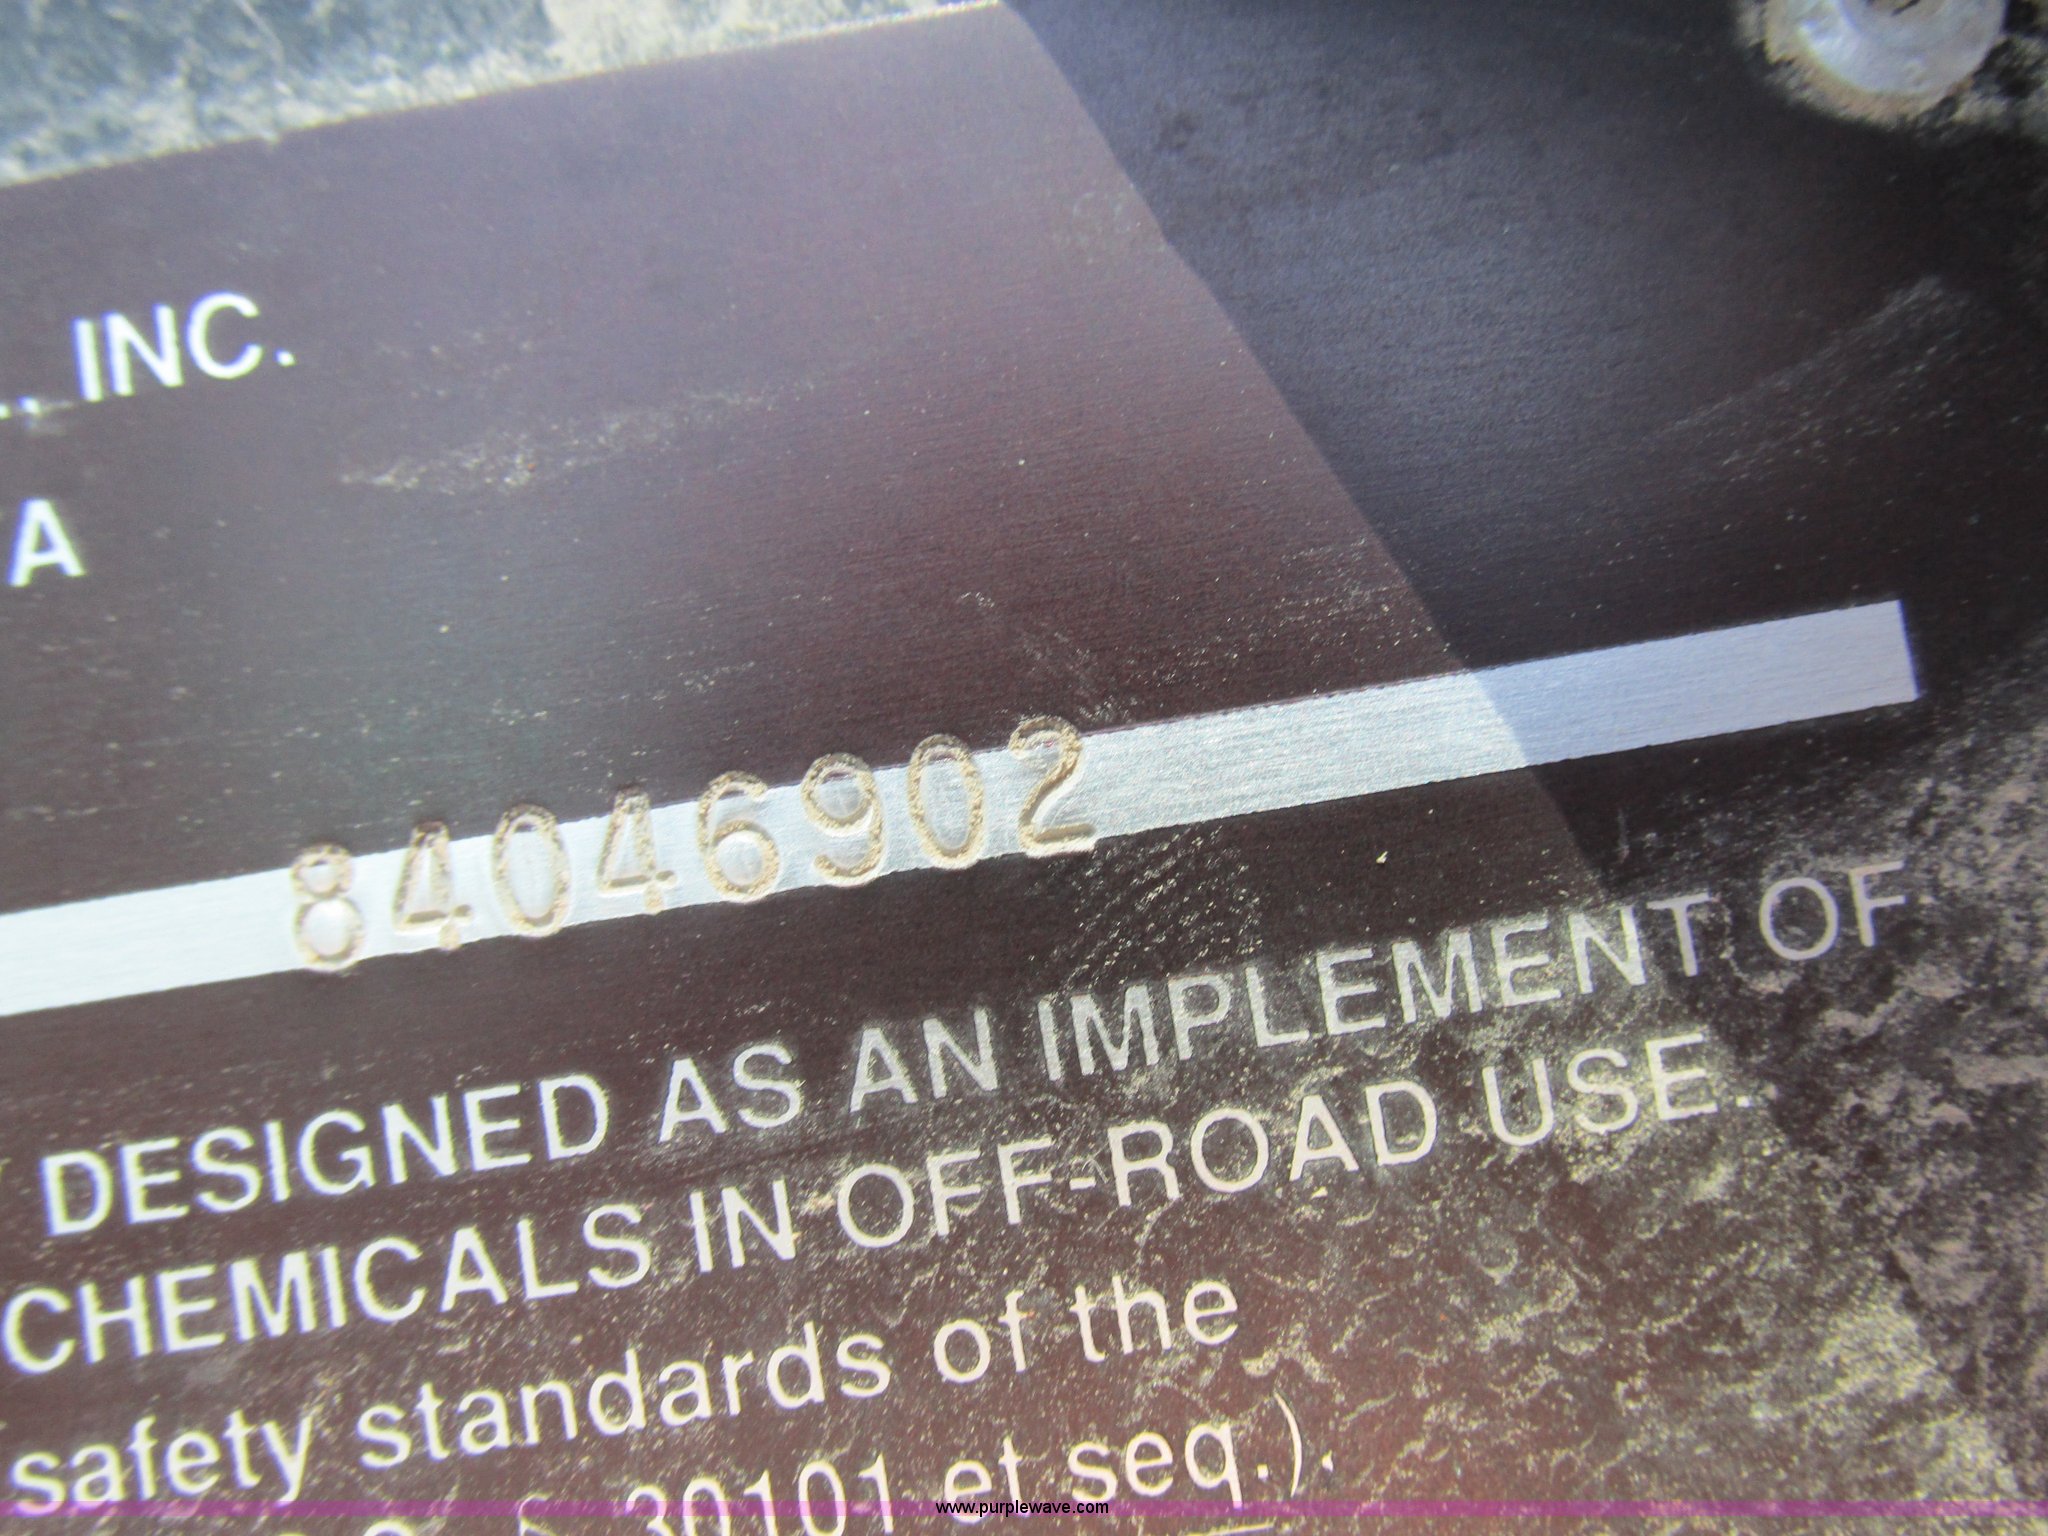 ., INC.
A
84046902
DESIGNED AS AN IMPLEMENT OF
CHEMICALS IN OFF-ROAD USE.
safety standards of the
30101 et seq.).
www.purplewave.com